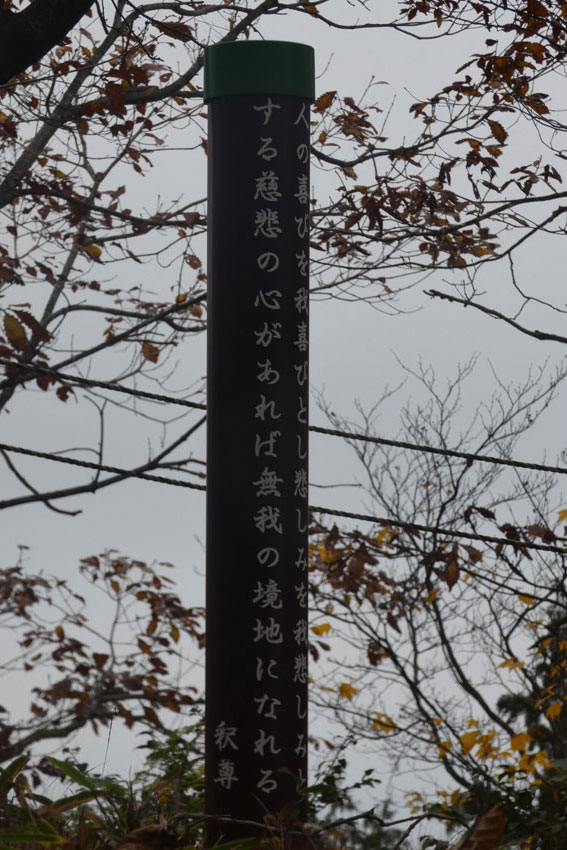 人の喜びを我喜びとし悲しみを我悲しみと
する慈悲の心があれば無我の境地になれる
釈尊